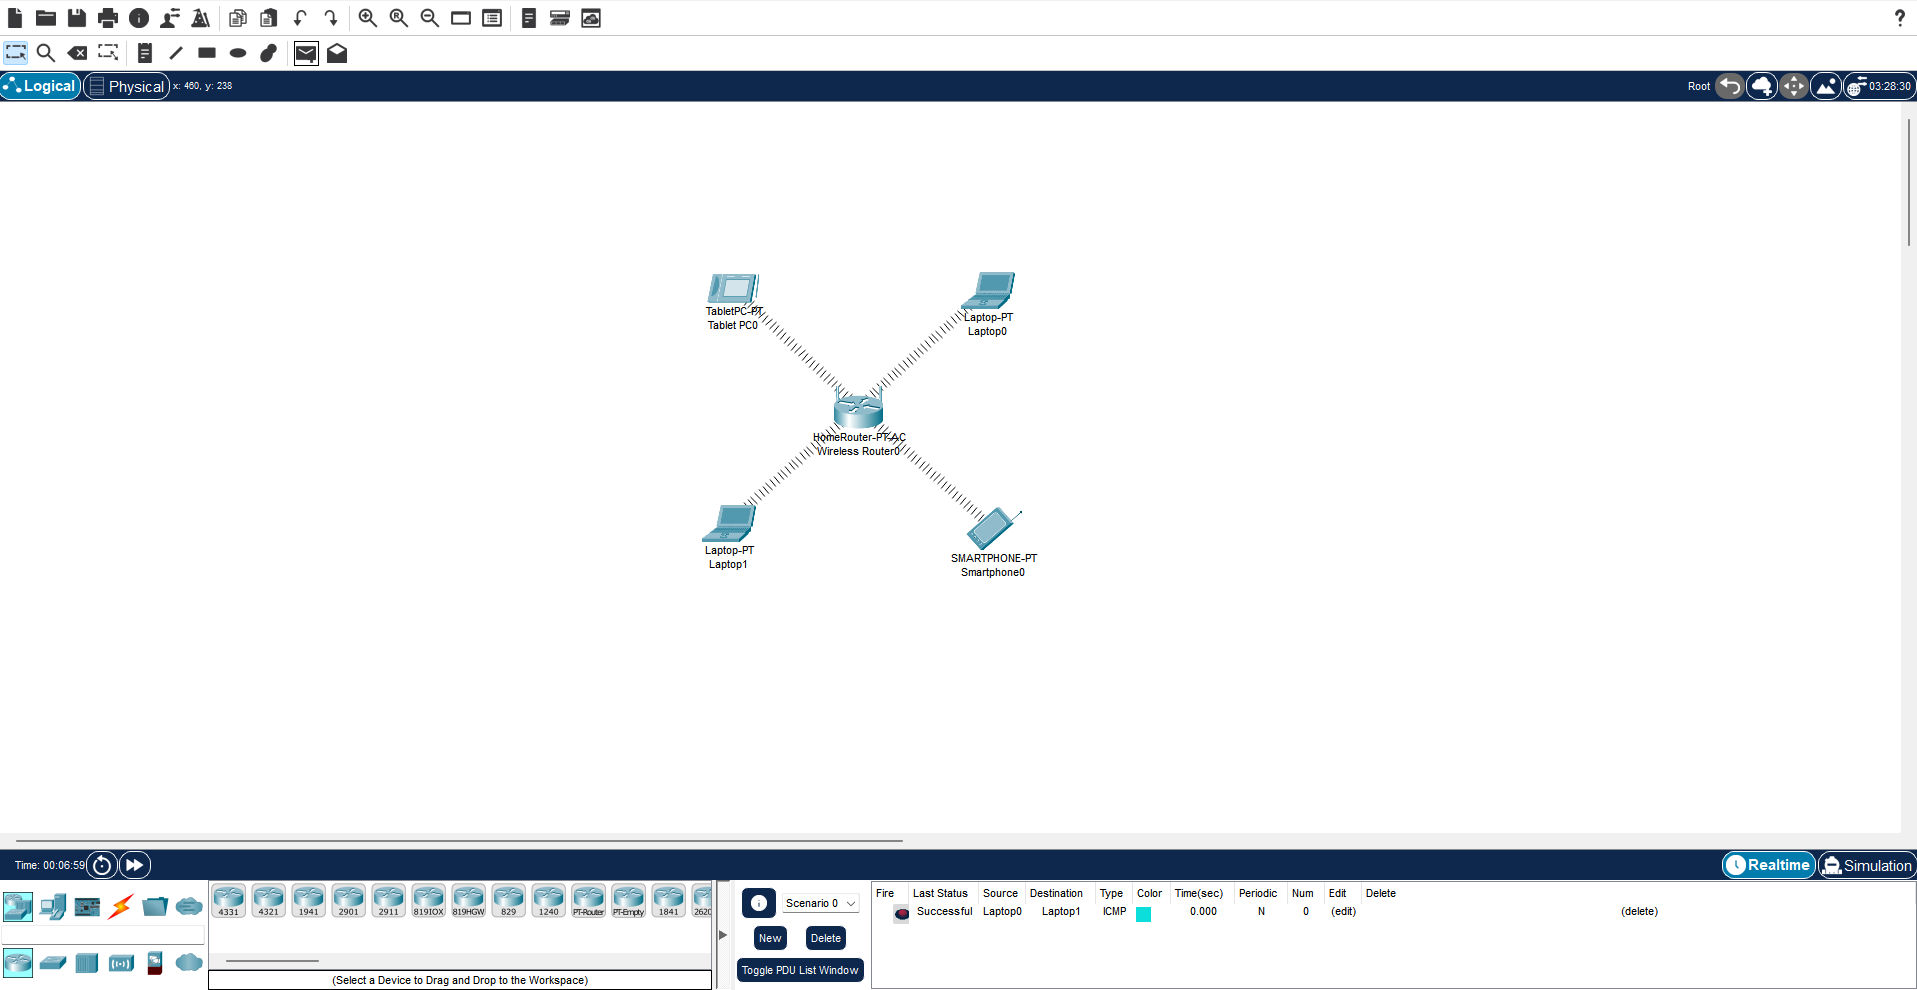 ?
Logical
Physical
x: 460, y: 238
Root
03:28:30
TabletPC-PT
Tablet PC0
Laptop-PT
Laptop0
HomeRouter-PT-AC
Wireless Router0
Laptop-PT
Laptop1
SMARTPHONE-PT
Smartphone0
Time: 00:06:59
Realtime
Simulation
4331 4321 1941 2901 2911 819IOX 819HGW 829 1240 PT-Router PT-Empty 1841 2620
(Select a Device to Drag and Drop to the Workspace)
Scenario 0
New
Delete
Toggle PDU List Window
Fire Last Status Source Destination Type Color Time(sec) Periodic Num Edit Delete
Successful Laptop0 Laptop1 ICMP 0.000 N 0 (edit) (delete)